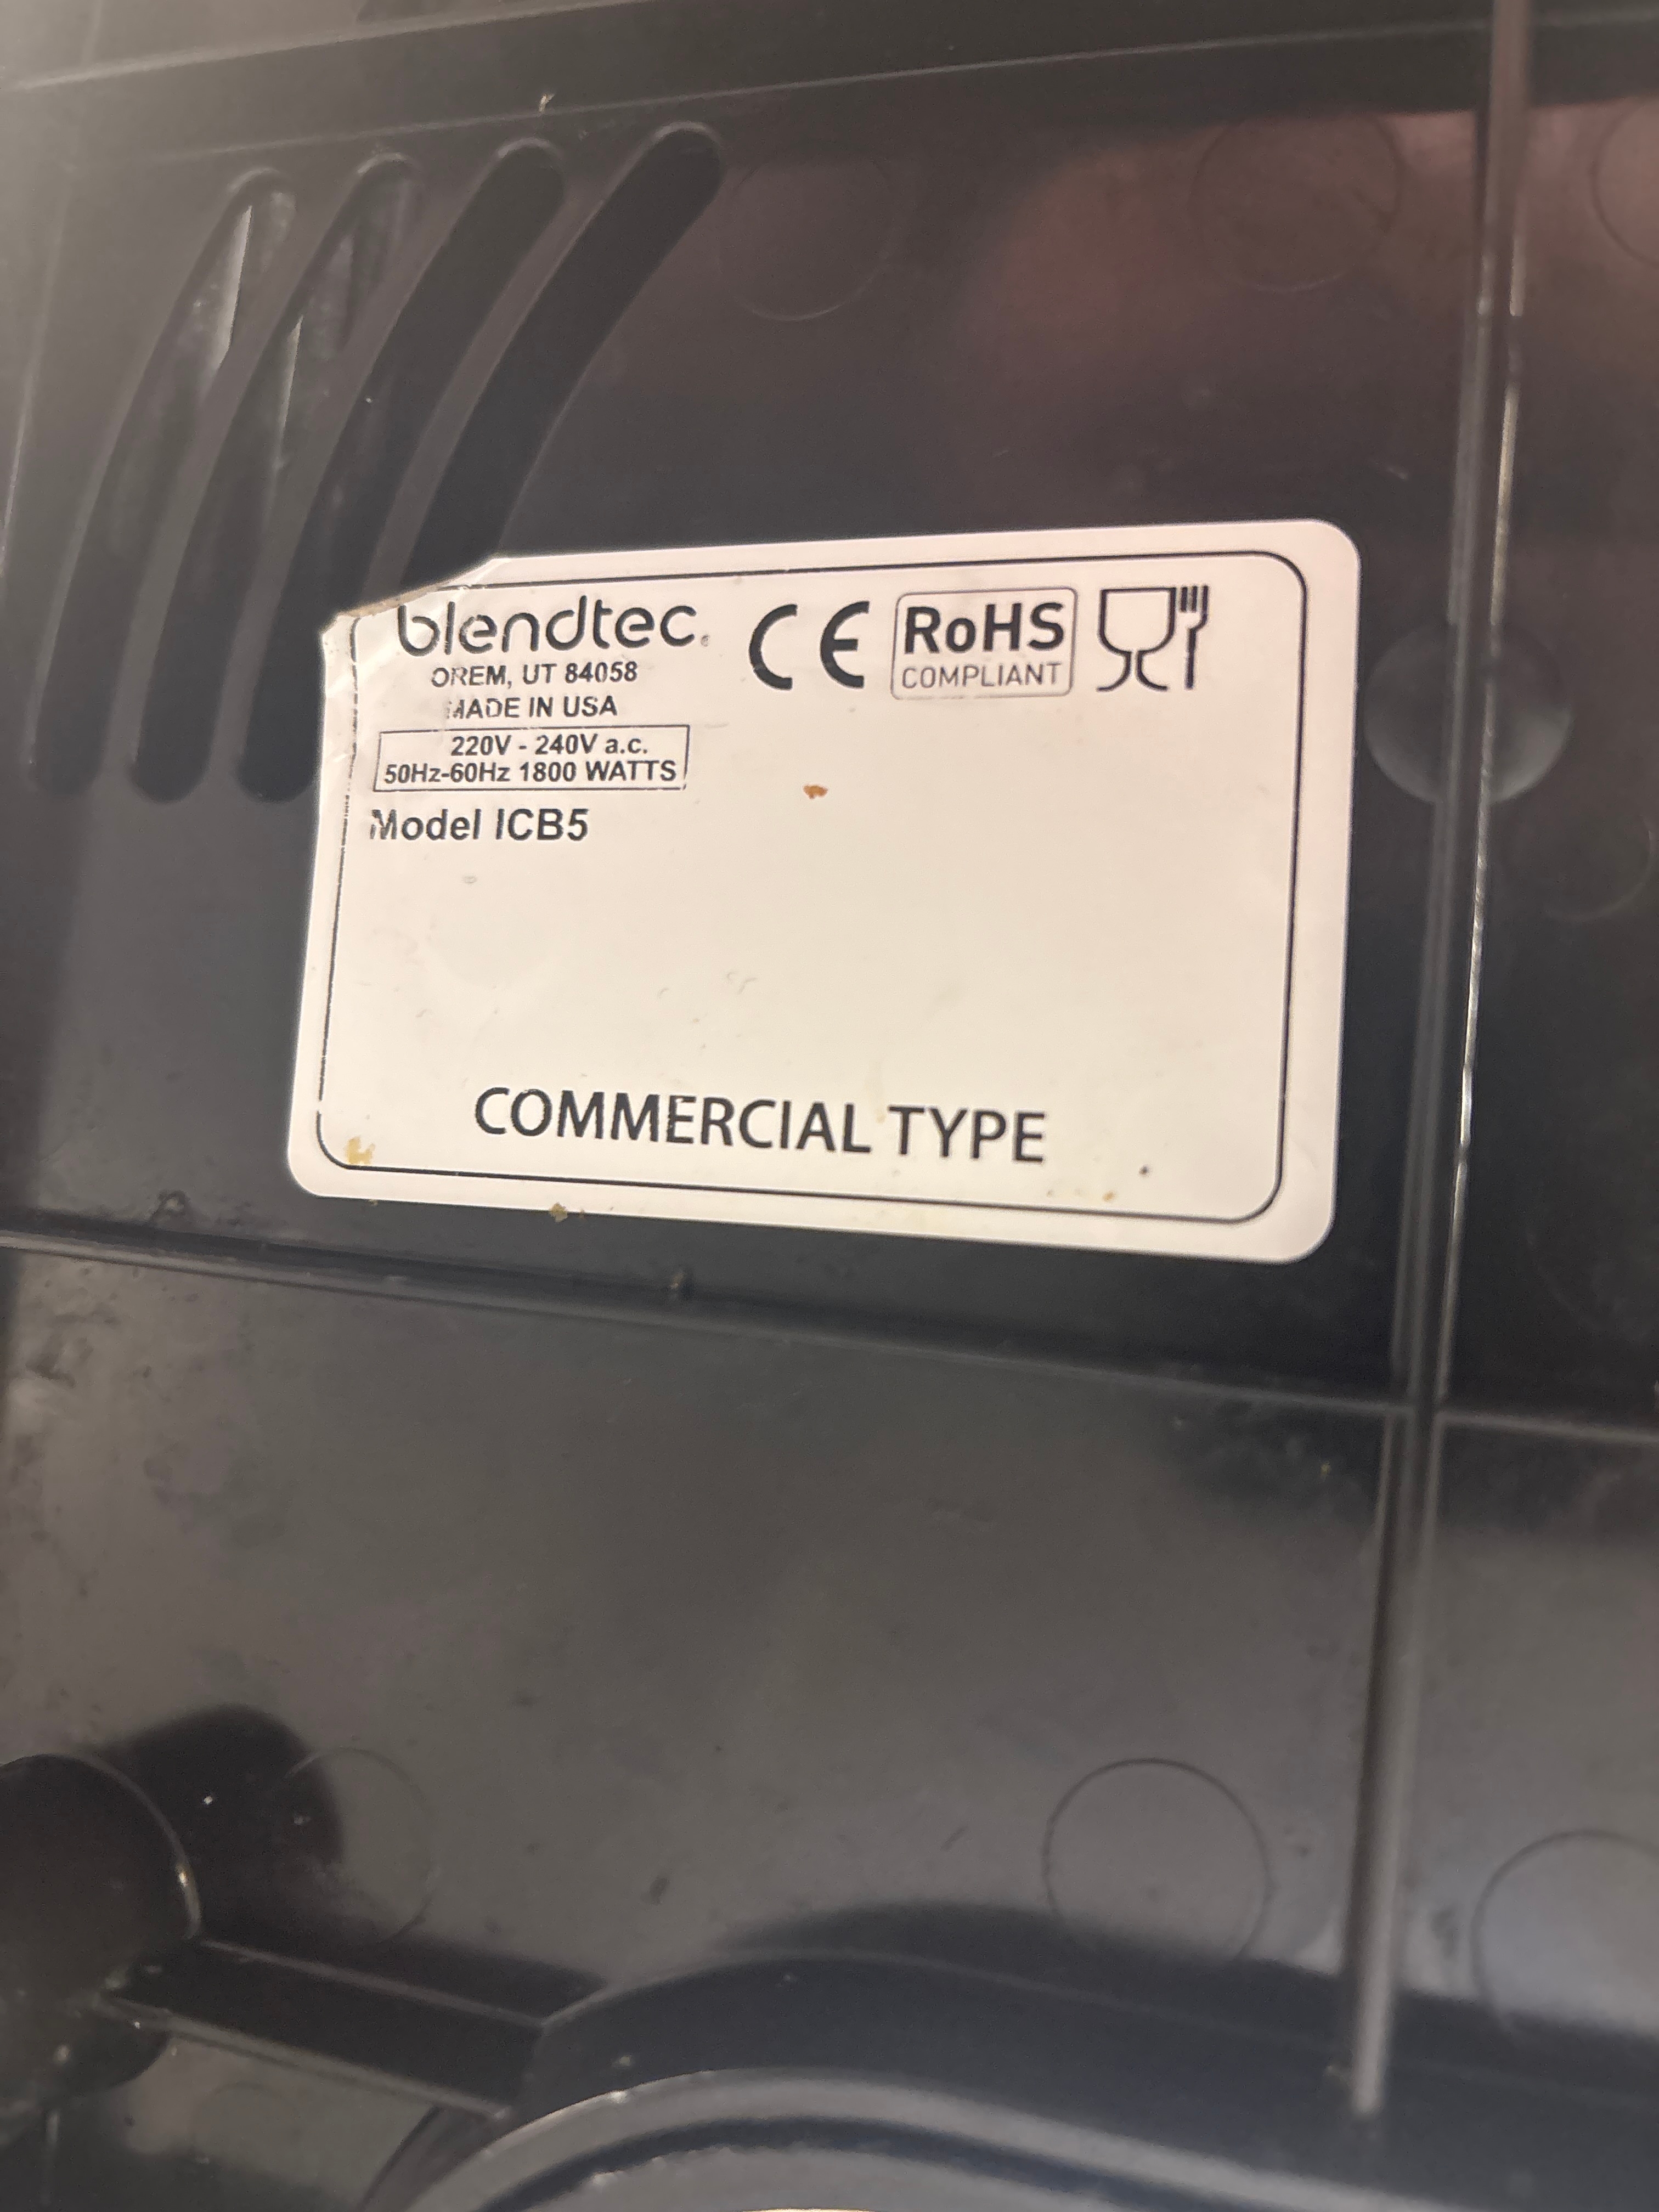 blendtec®
OREM, UT 84058
MADE IN USA
220V - 240V a.c.
50Hz-60Hz 1800 WATTS
Model ICB5
CE
RoHS
COMPLIANT
COMMERCIAL TYPE